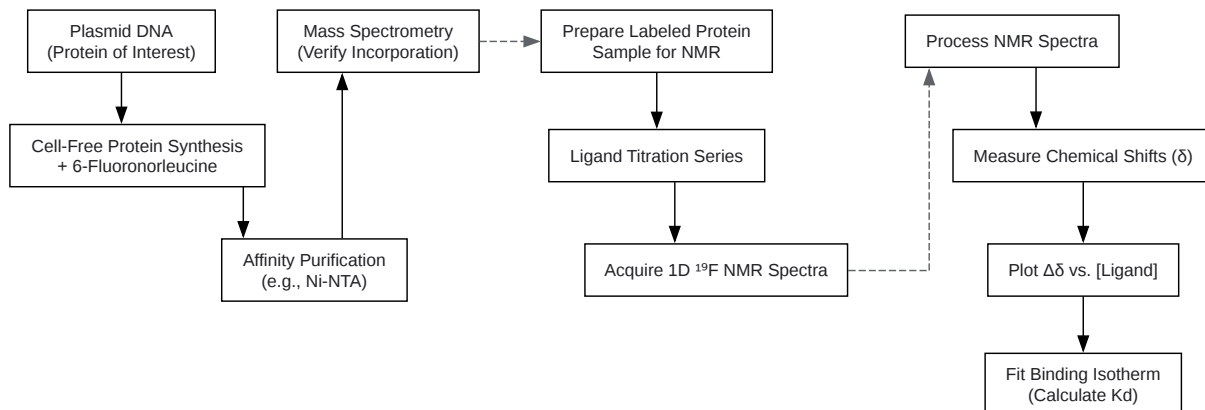 Plasmid DNA
(Protein of Interest)
Cell-Free Protein Synthesis
+ 6-Fluoronorleucine
Affinity Purification
(e.g., Ni-NTA)
Mass Spectrometry
(Verify Incorporation)
Prepare Labeled Protein
Sample for NMR
Ligand Titration Series
Acquire 1D ¹⁹F NMR Spectra
Process NMR Spectra
Measure Chemical Shifts (δ)
Plot Δδ vs. [Ligand]
Fit Binding Isotherm
(Calculate Kd)